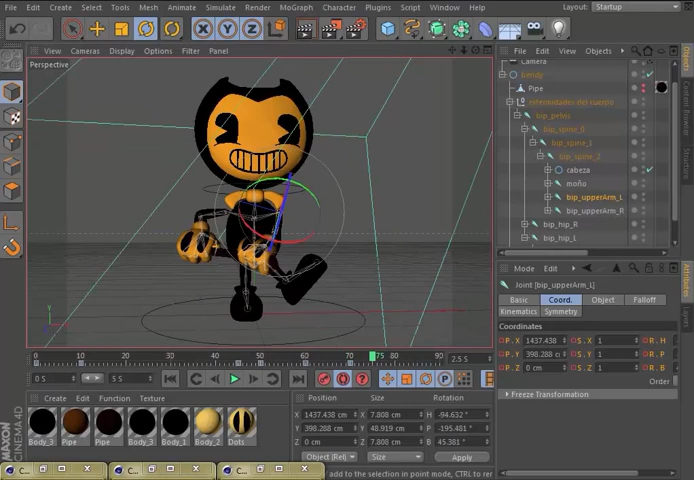 File Create Select Tools Mesh Animate Simulate Render MoGraph Character Plugins Script Window Layout: Startup
X Y Z
View Cameras Display Options Filter Panel
Perspective
File Edit View Objects
Camera
bendy
Pipe
enfermedades del cuerpo
bip_pelvis
bip_spine_0
bip_spine_1
bip_spine_2
cabeza
moño
bip_upperArm_L
bip_upperArm_R
bip_hip_R
bip_hip_L
Objects
Content Browser
Structure
Mode Edit
Joint [bip_upperArm_L]
Basic Coord. Object Falloff
Kinematics Symmetry
Coordinates
P . X 1437.438 S . X 1 R . H
P . Y 398.288 c S . Y 1 R . P
P . Z 0 cm S . Z 1 R . B
Order
Freeze Transformation
Attributes
Layers
0 10 20 30 40 50 60 70 75 80 90 2.5 S
0 S 5 S
Create Edit Function Texture
Body_3 Pipe Pipe Body_3 Body_1 Body_2 Dots
Position Size Rotation
X 1437.438 cm X 7.808 cm H -94.632 °
Y 398.288 cm Y 48.919 cm P -195.481 °
Z 0 cm Z 7.808 cm B 45.381 °
Object (Rel) Size Apply
MAXON
CINEMA 4D
C... C... C...
add to the selection in point mode, CTRL to re